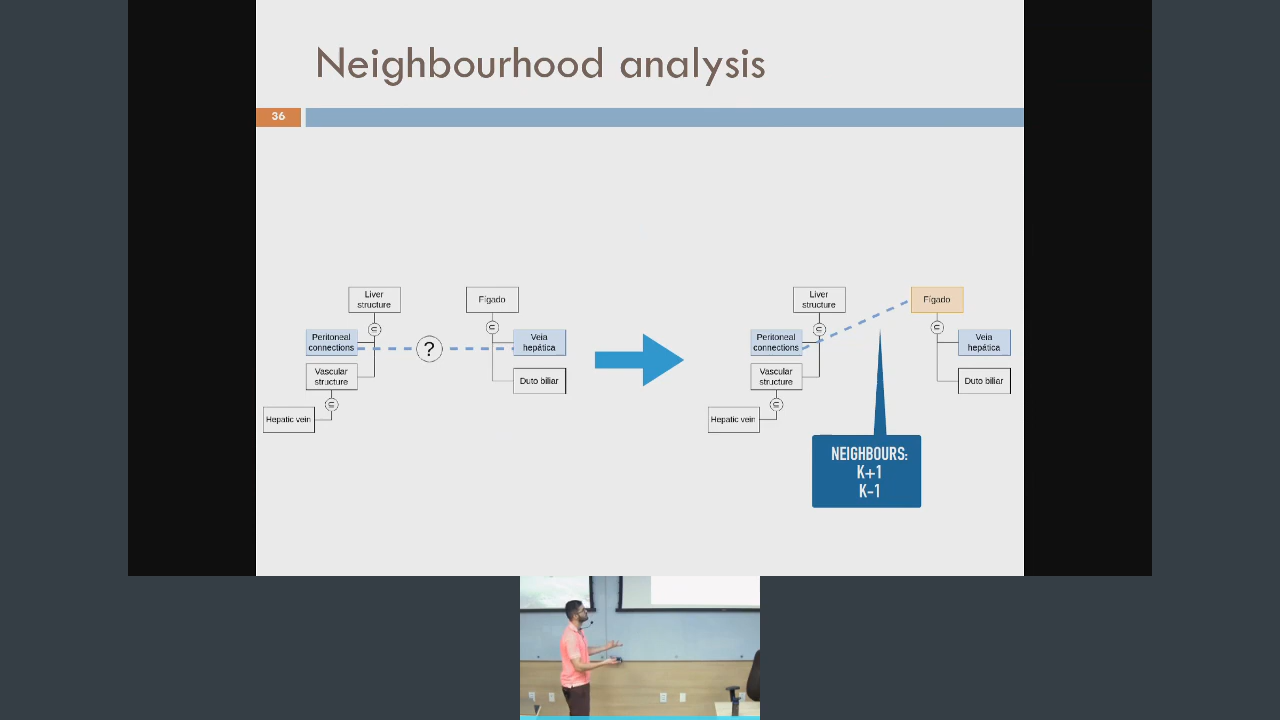 Neighbourhood analysis
36
Liver
structure
Peritoneal
connections
Vascular
structure
Hepatic vein
?
Fígado
Veia
hepática
Duto biliar
Liver
structure
Peritoneal
connections
Vascular
structure
Hepatic vein
Fígado
Veia
hepática
Duto biliar
NEIGHBOURS:
K+1
K-1